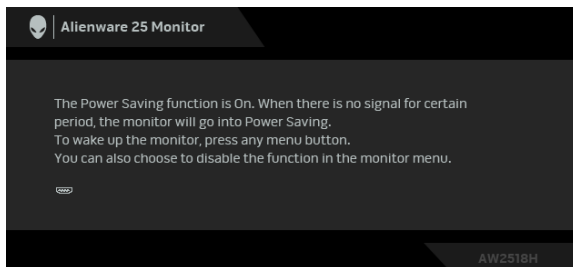 Alienware 25 Monitor
The Power Saving function is On. When there is no signal for certain
period, the monitor will go into Power Saving.
To wake up the monitor, press any menu button.
You can also choose to disable the function in the monitor menu.
AW2518H